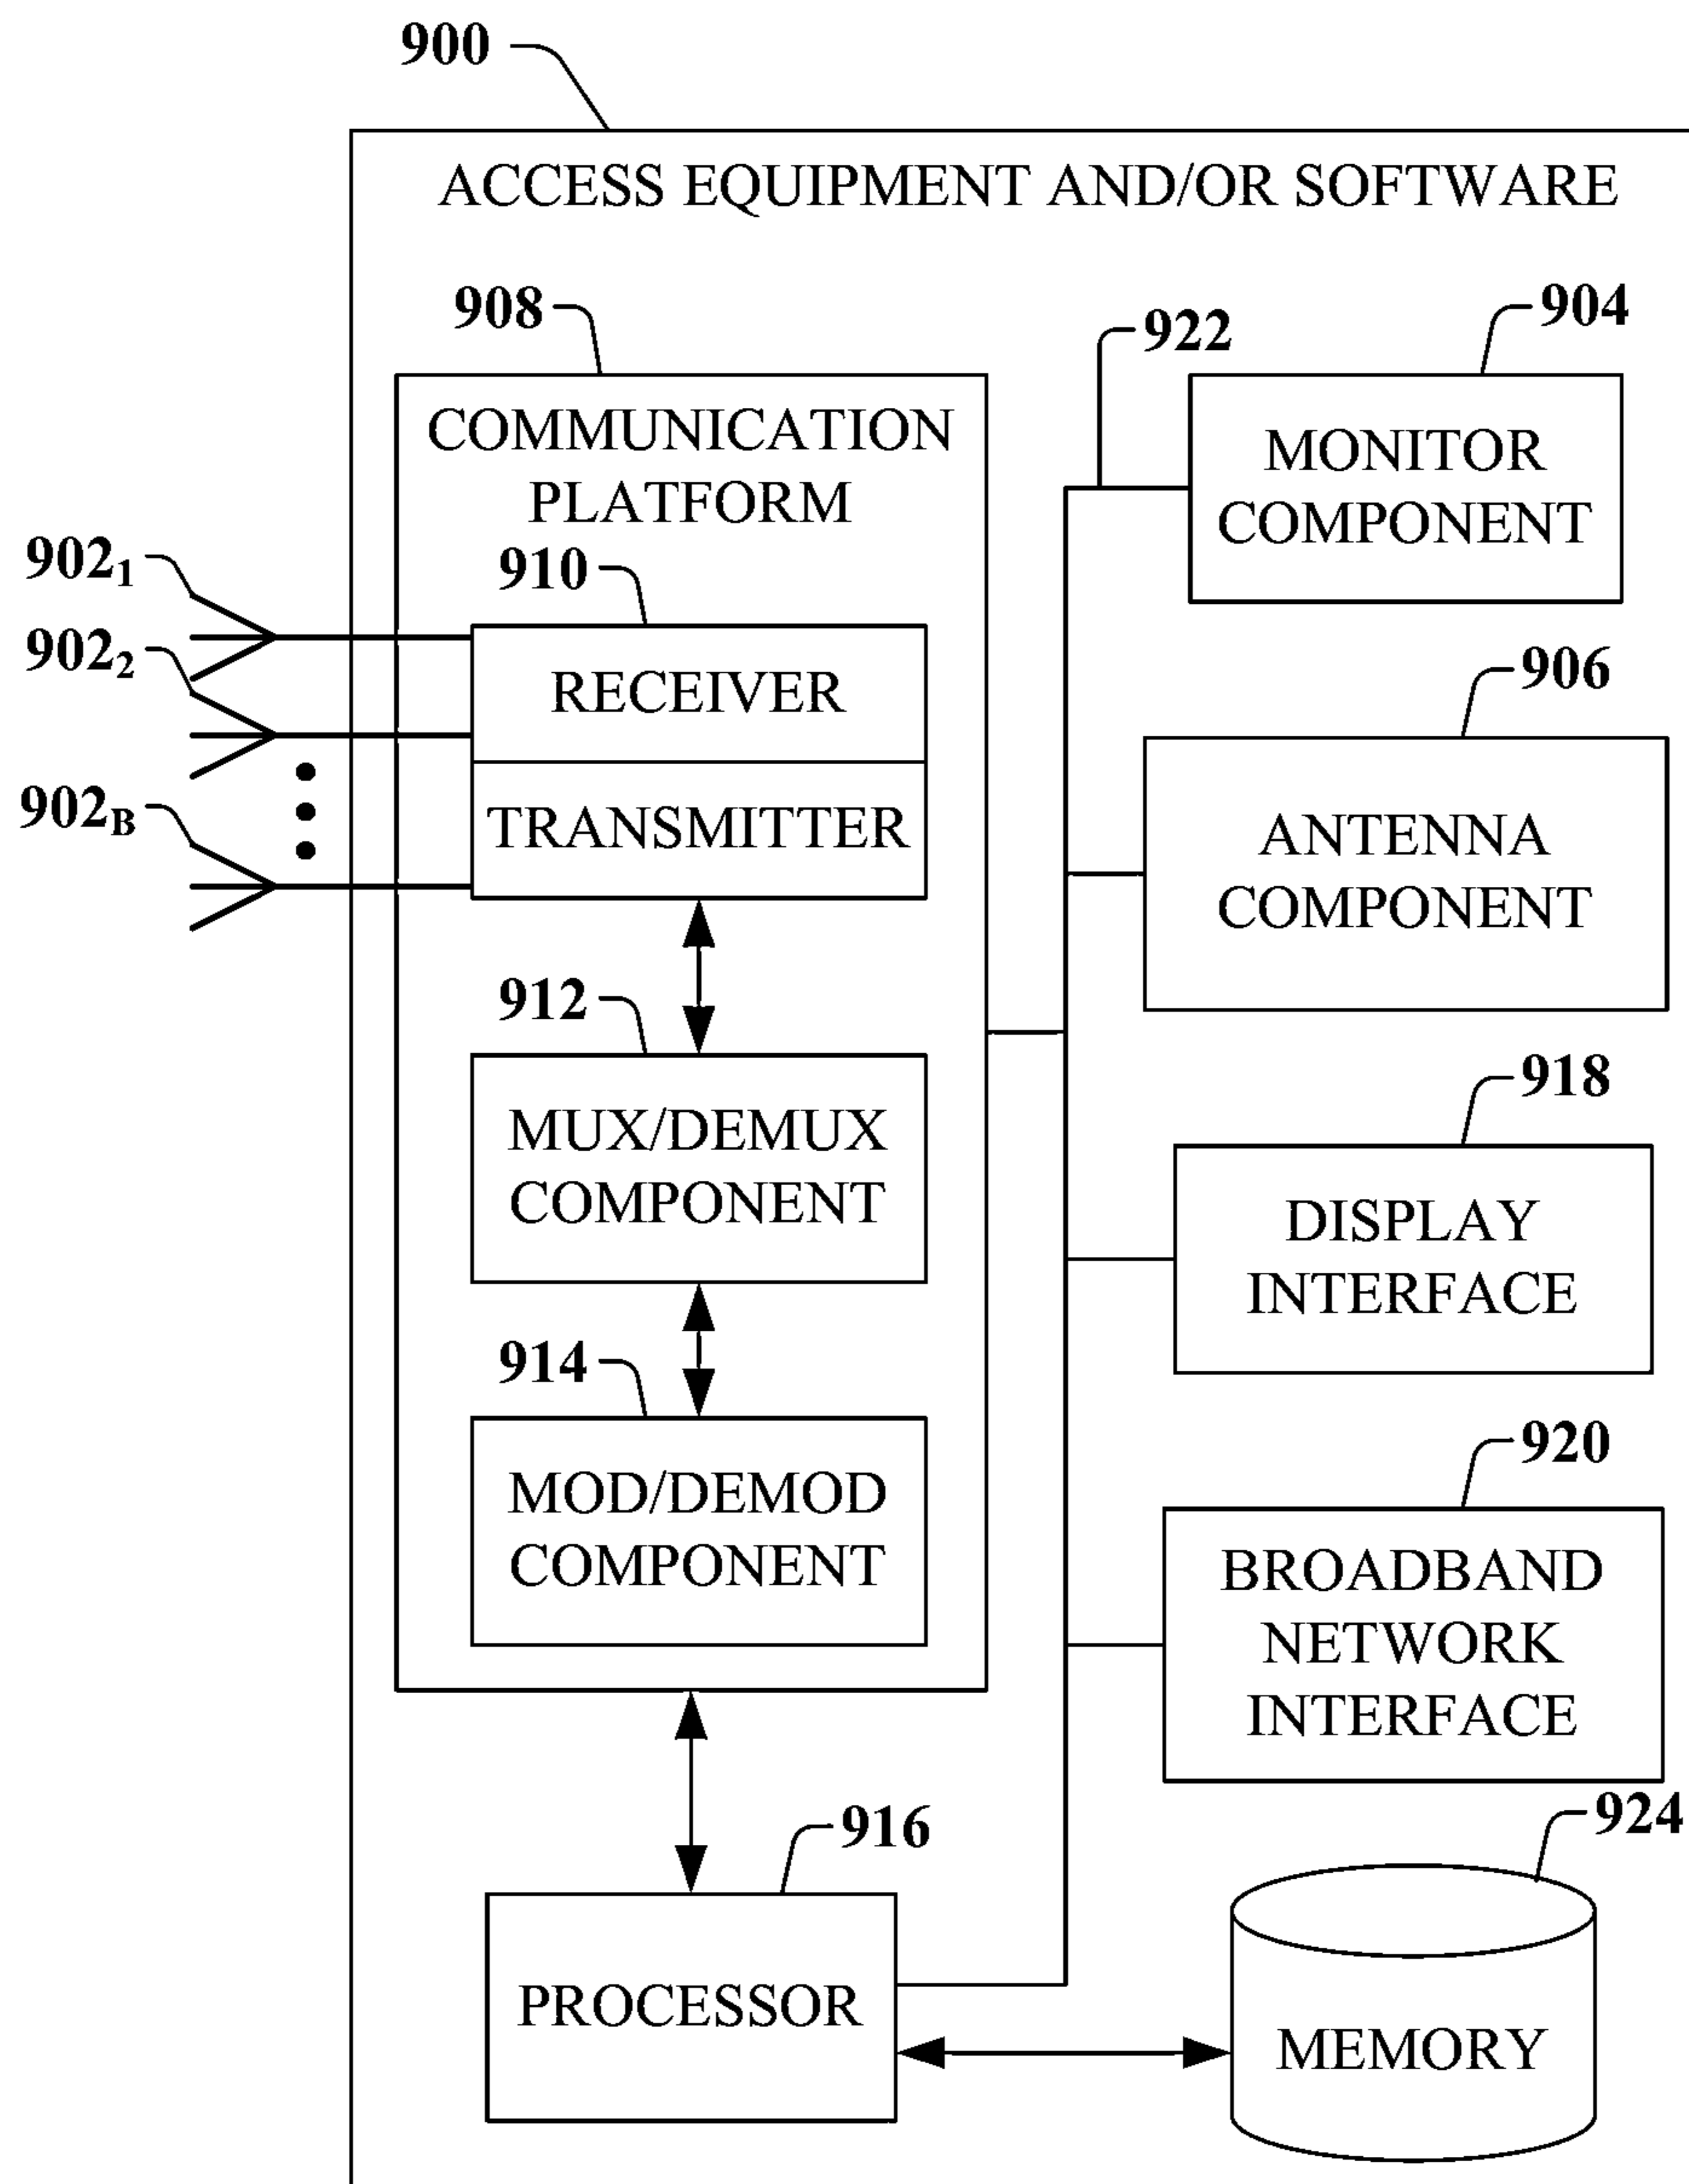 900
ACCESS EQUIPMENT AND/OR SOFTWARE
908
COMMUNICATION
PLATFORM
902₁
902₂
902_B
910
RECEIVER
TRANSMITTER
912
MUX/DEMUX
COMPONENT
914
MOD/DEMOD
COMPONENT
916
PROCESSOR
922
904
MONITOR
COMPONENT
906
ANTENNA
COMPONENT
918
DISPLAY
INTERFACE
920
BROADBAND
NETWORK
INTERFACE
924
MEMORY